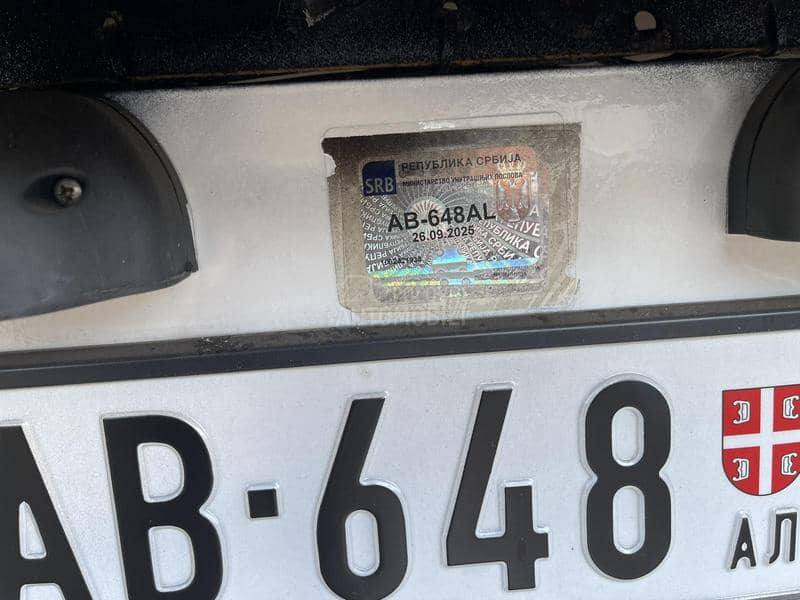 SRB
РЕПУБЛИКА СРБИЈА
МИНИСТАРСТВО УНУТРАШЊИХ ПОСЛОВА
AB-648AL
26.09.2025
AB·648
АЛ